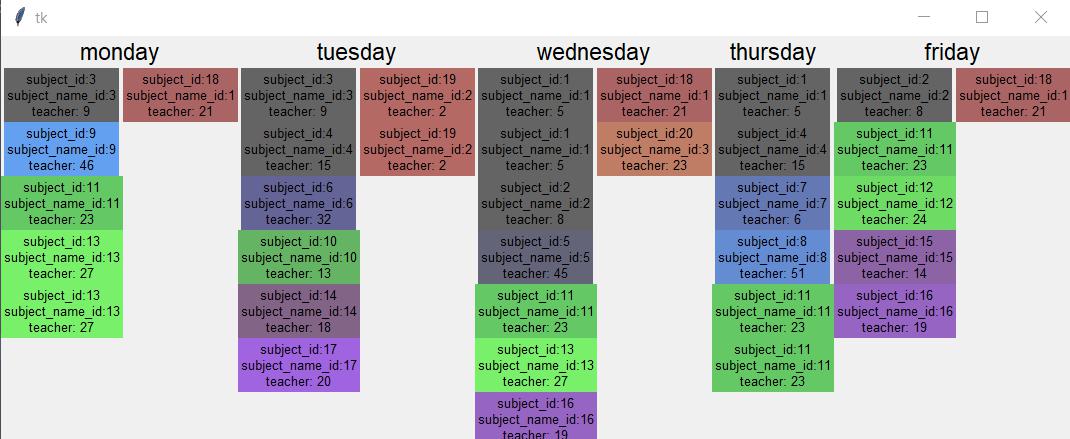 tk
monday tuesday wednesday thursday friday
subject_id:3
subject_name_id:3
teacher: 9
subject_id:9
subject_name_id:9
teacher: 46
subject_id:11
subject_name_id:11
teacher: 23
subject_id:13
subject_name_id:13
teacher: 27
subject_id:13
subject_name_id:13
teacher: 27
subject_id:18
subject_name_id:1
teacher: 21
subject_id:3
subject_name_id:3
teacher: 9
subject_id:4
subject_name_id:4
teacher: 15
subject_id:6
subject_name_id:6
teacher: 32
subject_id:10
subject_name_id:10
teacher: 13
subject_id:14
subject_name_id:14
teacher: 18
subject_id:17
subject_name_id:17
teacher: 20
subject_id:19
subject_name_id:2
teacher: 2
subject_id:19
subject_name_id:2
teacher: 2
subject_id:1
subject_name_id:1
teacher: 5
subject_id:1
subject_name_id:1
teacher: 5
subject_id:2
subject_name_id:2
teacher: 8
subject_id:5
subject_name_id:5
teacher: 45
subject_id:11
subject_name_id:11
teacher: 23
subject_id:13
subject_name_id:13
teacher: 27
subject_id:16
subject_name_id:16
teacher: 19
subject_id:18
subject_name_id:1
teacher: 21
subject_id:20
subject_name_id:3
teacher: 23
subject_id:1
subject_name_id:1
teacher: 5
subject_id:4
subject_name_id:4
teacher: 15
subject_id:7
subject_name_id:7
teacher: 6
subject_id:8
subject_name_id:8
teacher: 51
subject_id:11
subject_name_id:11
teacher: 23
subject_id:11
subject_name_id:11
teacher: 23
subject_id:2
subject_name_id:2
teacher: 8
subject_id:11
subject_name_id:11
teacher: 23
subject_id:12
subject_name_id:12
teacher: 24
subject_id:15
subject_name_id:15
teacher: 14
subject_id:16
subject_name_id:16
teacher: 19
subject_id:18
subject_name_id:1
teacher: 21